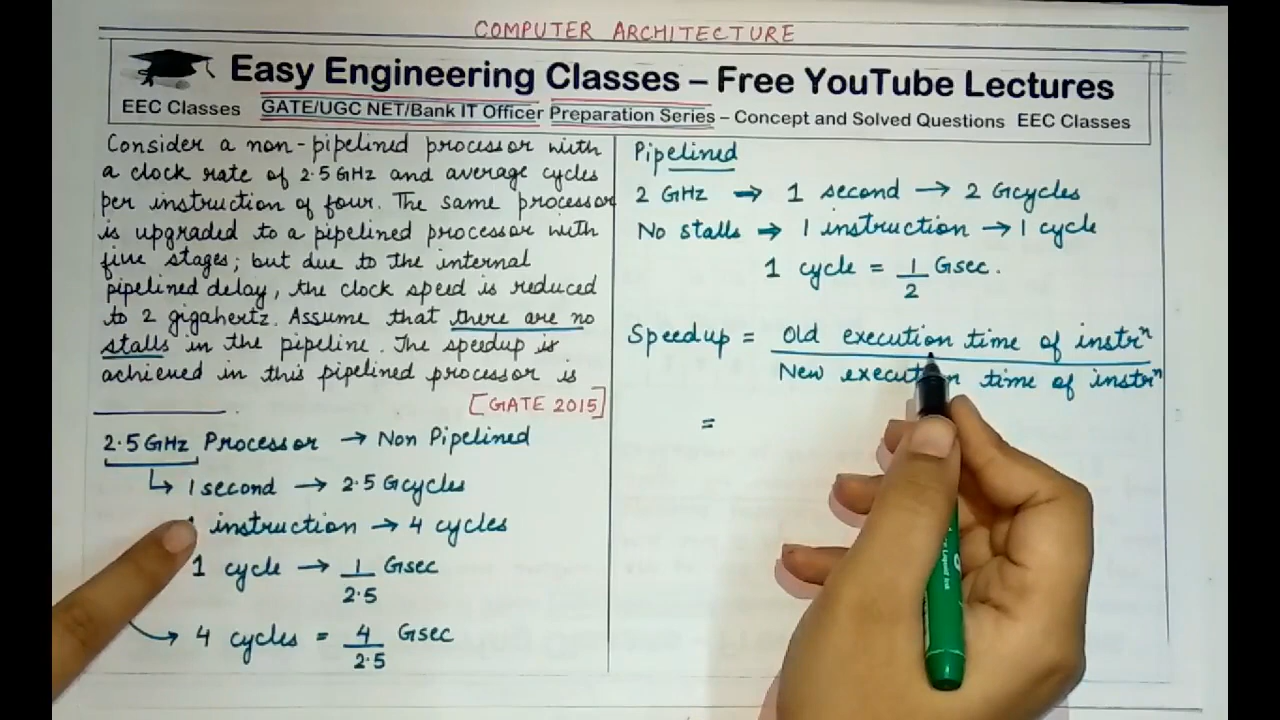 COMPUTER ARCHITECTURE
Easy Engineering Classes – Free YouTube Lectures
EEC Classes GATE/UGC NET/Bank IT Officer Preparation Series – Concept and Solved Questions EEC Classes
Consider a non-pipelined processor with
a clock rate of 2.5 GHz and average cycles
per instruction of four. The same processor
is upgraded to a pipelined processor with
five stages; but due to the internal
pipelined delay, the clock speed is reduced
to 2 gigahertz. Assume that there are no
stalls in the pipeline. The speedup is
achieved in this pipelined processor is
[GATE 2015]
2.5 GHz Processor → Non Pipelined
↳ 1 second → 2.5 Gcycles
instruction → 4 cycles
1 cycle → 1/2.5 Gsec
→ 4 cycles = 4/2.5 Gsec
Pipelined
2 GHz → 1 second → 2 Gcycles
No stalls → 1 instruction → 1 cycle
1 cycle = 1/2 Gsec.
Speedup = Old execution time of instrⁿ
New execution time of instrⁿ
=